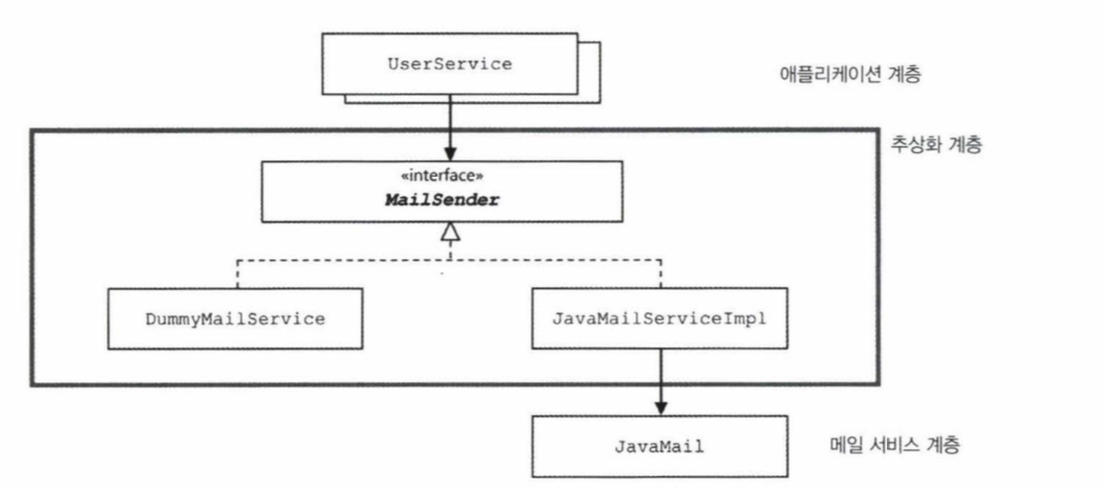 UserService
애플리케이션 계층
추상화 계층
«interface»
MailSender
DummyMailService
JavaMailServiceImpl
JavaMail
메일 서비스 계층